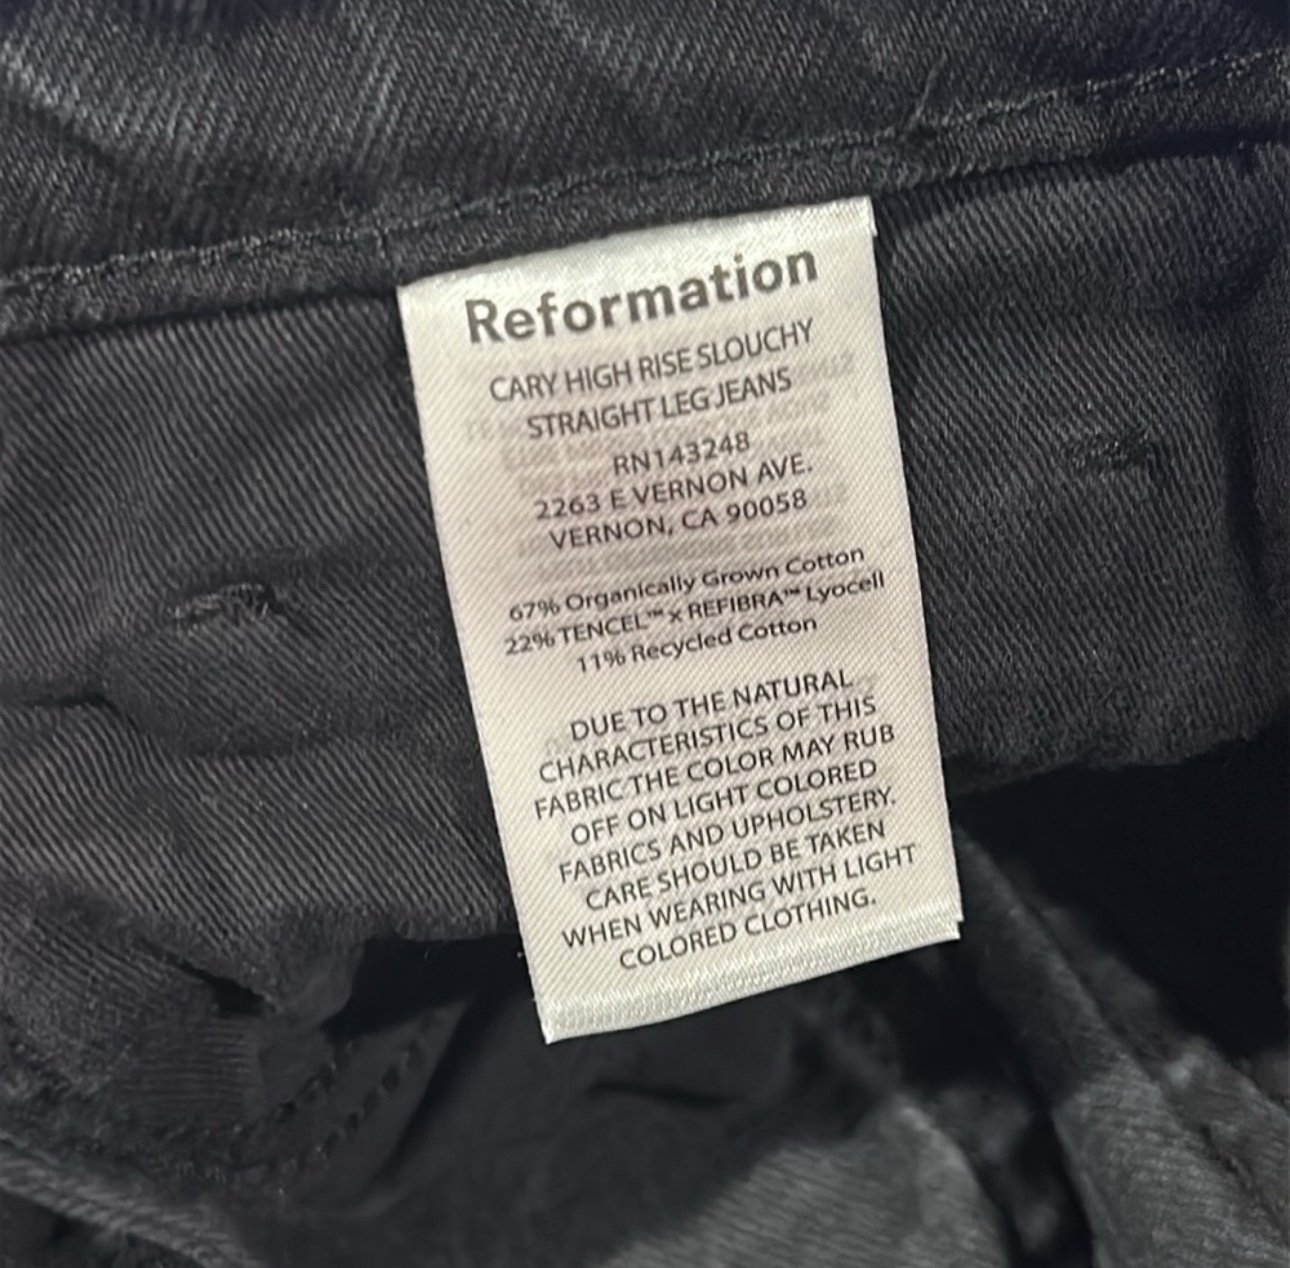 Reformation
CARY HIGH RISE SLOUCHY
STRAIGHT LEG JEANS
RN143248
2263 E VERNON AVE.
VERNON, CA 90058
67% Organically Grown Cotton
22% TENCEL™ x REFIBRA™ Lyocell
11% Recycled Cotton
DUE TO THE NATURAL
CHARACTERISTICS OF THIS
FABRIC THE COLOR MAY RUB
OFF ON LIGHT COLORED
FABRICS AND UPHOLSTERY.
CARE SHOULD BE TAKEN
WHEN WEARING WITH LIGHT
COLORED CLOTHING.